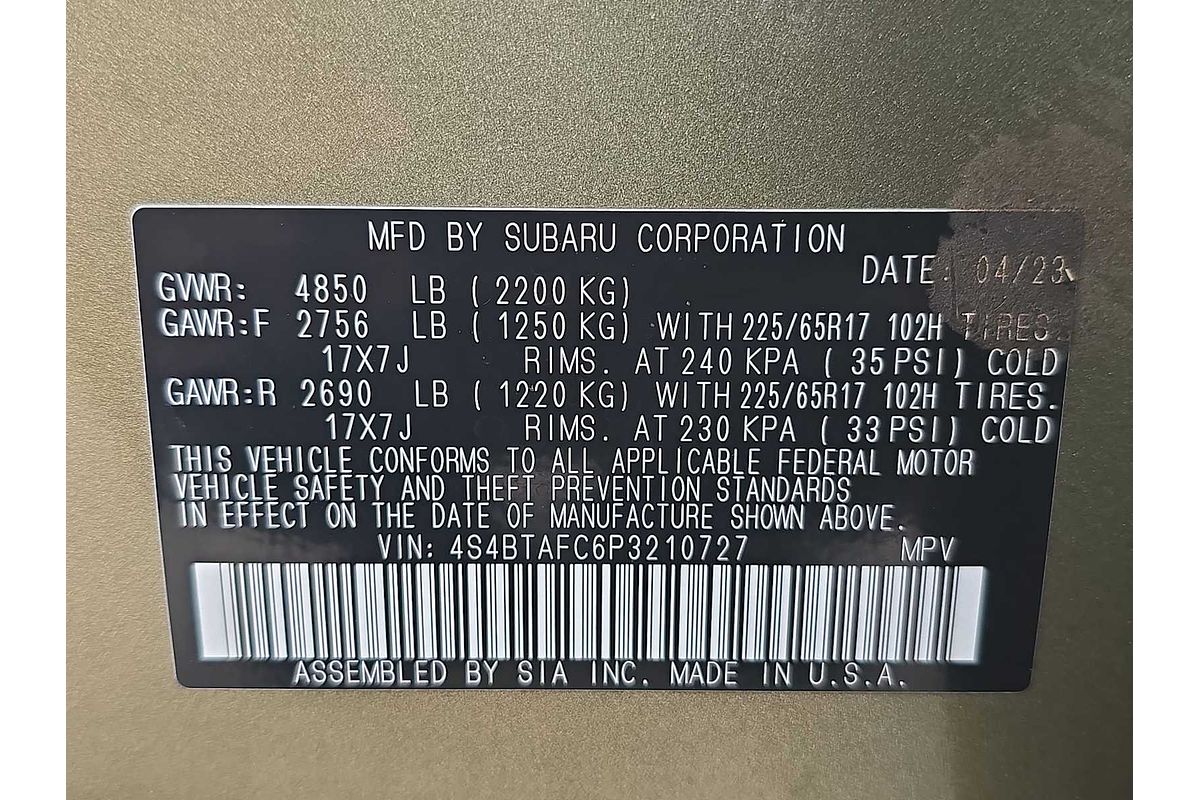 MFD BY SUBARU CORPORATION
DATE: 04/23
GVWR: 4850 LB ( 2200 KG)
GAWR:F 2756 LB ( 1250 KG) WITH 225/65R17 102H TIRES.
17X7J RIMS. AT 240 KPA ( 35 PSI) COLD
GAWR:R 2690 LB ( 1220 KG) WITH 225/65R17 102H TIRES.
17X7J RIMS. AT 230 KPA ( 33 PSI) COLD
THIS VEHICLE CONFORMS TO ALL APPLICABLE FEDERAL MOTOR
VEHICLE SAFETY AND THEFT PREVENTION STANDARDS
IN EFFECT ON THE DATE OF MANUFACTURE SHOWN ABOVE.
VIN: 4S4BTAFC6P3210727 MPV
ASSEMBLED BY SIA INC. MADE IN U.S.A.